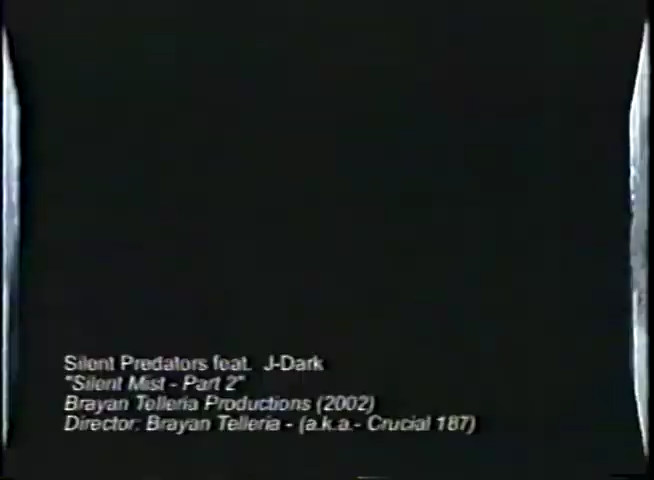 Silent Predators feat. J-Dark
"Silent Mist - Part 2"
Brayan Telleria Productions (2002)
Director: Brayan Telleria - (a.k.a.- Crucial 187)